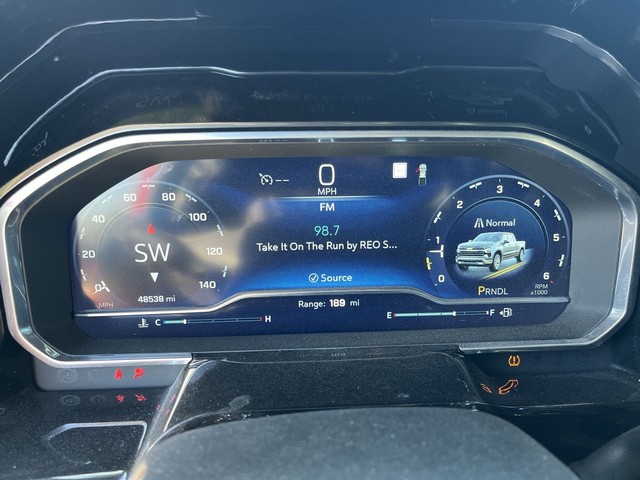 0
MPH
FM
98.7
Take It On The Run by REO S...
Source
Range: 189 mi
20
40
60
80
100
120
140
SW
MPH
48538 mi
C H
E F
0
1
2
3
4
5
6
Normal
PRNDL
RPM
x1000